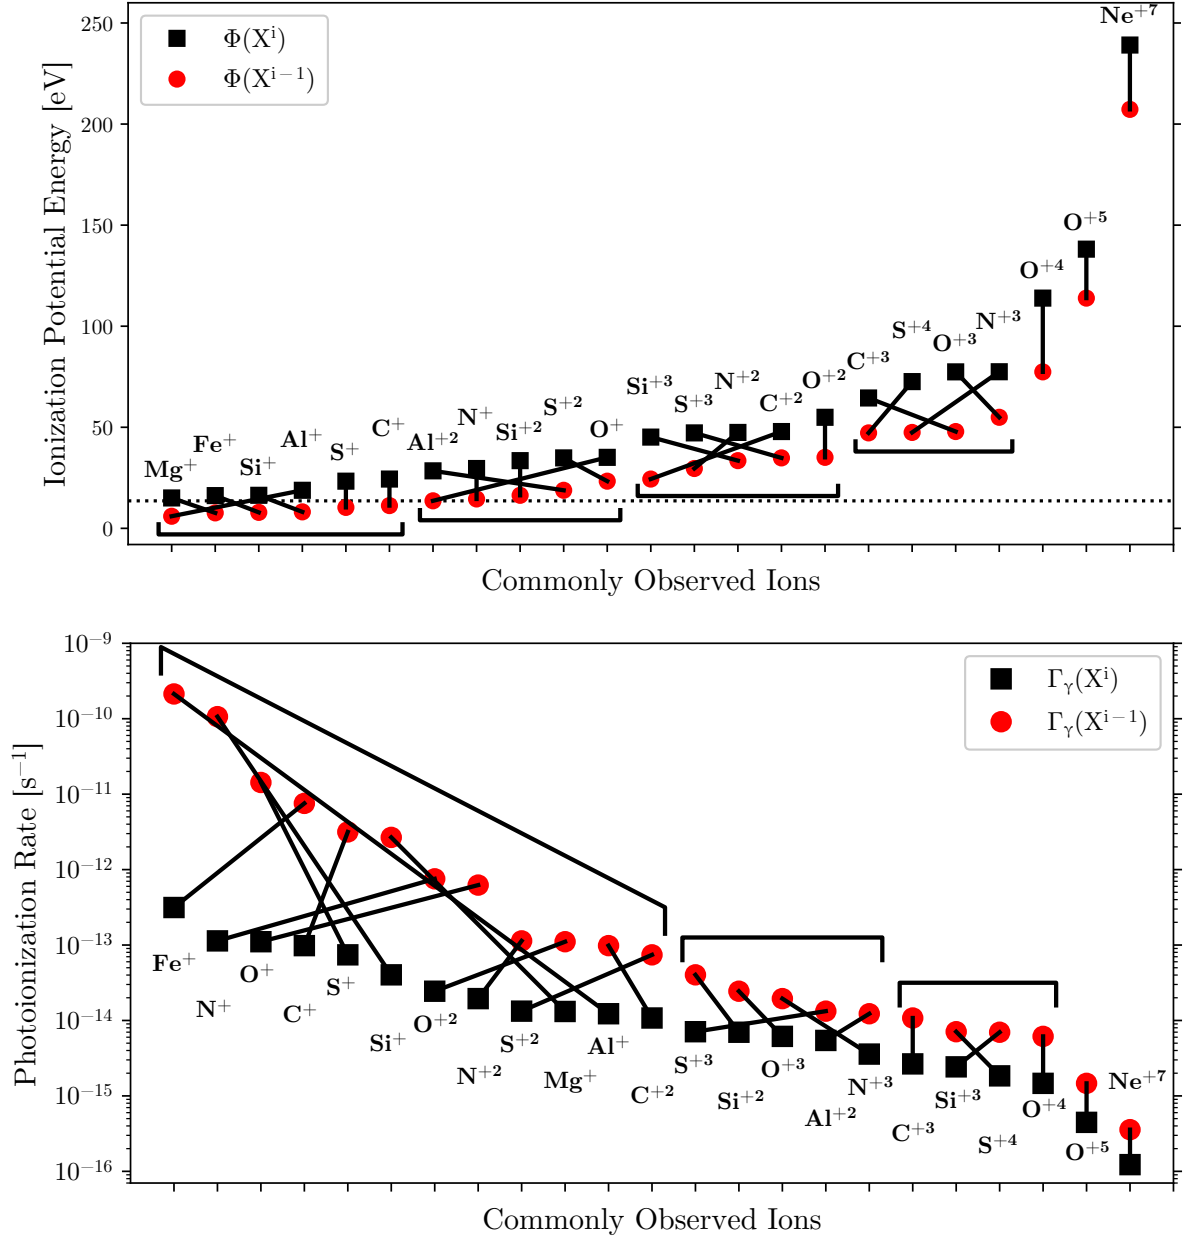 Ionization Potential Energy [eV]
250
200
150
100
50
0
Φ(Xⁱ)
Φ(Xⁱ⁻¹)
Ne⁺⁷
O⁺⁵
O⁺⁴
N⁺³
S⁺⁴
O⁺³
C⁺³
Si⁺³
S⁺³
N⁺²
C⁺²
O⁺²
Al⁺²
N⁺
Si⁺²
S⁺²
O⁺
Mg⁺
Fe⁺
Si⁺
Al⁺
S⁺
C⁺
Commonly Observed Ions
Photoionization Rate [s⁻¹]
10⁻⁹
10⁻¹⁰
10⁻¹¹
10⁻¹²
10⁻¹³
10⁻¹⁴
10⁻¹⁵
10⁻¹⁶
Γᵧ(Xⁱ)
Γᵧ(Xⁱ⁻¹)
Fe⁺
N⁺
O⁺
C⁺
S⁺
Si⁺
O⁺²
N⁺²
S⁺²
Mg⁺
Al⁺
C⁺²
S⁺³
Si⁺²
O⁺³
Al⁺²
N⁺³
C⁺³
Si⁺³
S⁺⁴
O⁺⁴
O⁺⁵
Ne⁺⁷
Commonly Observed Ions